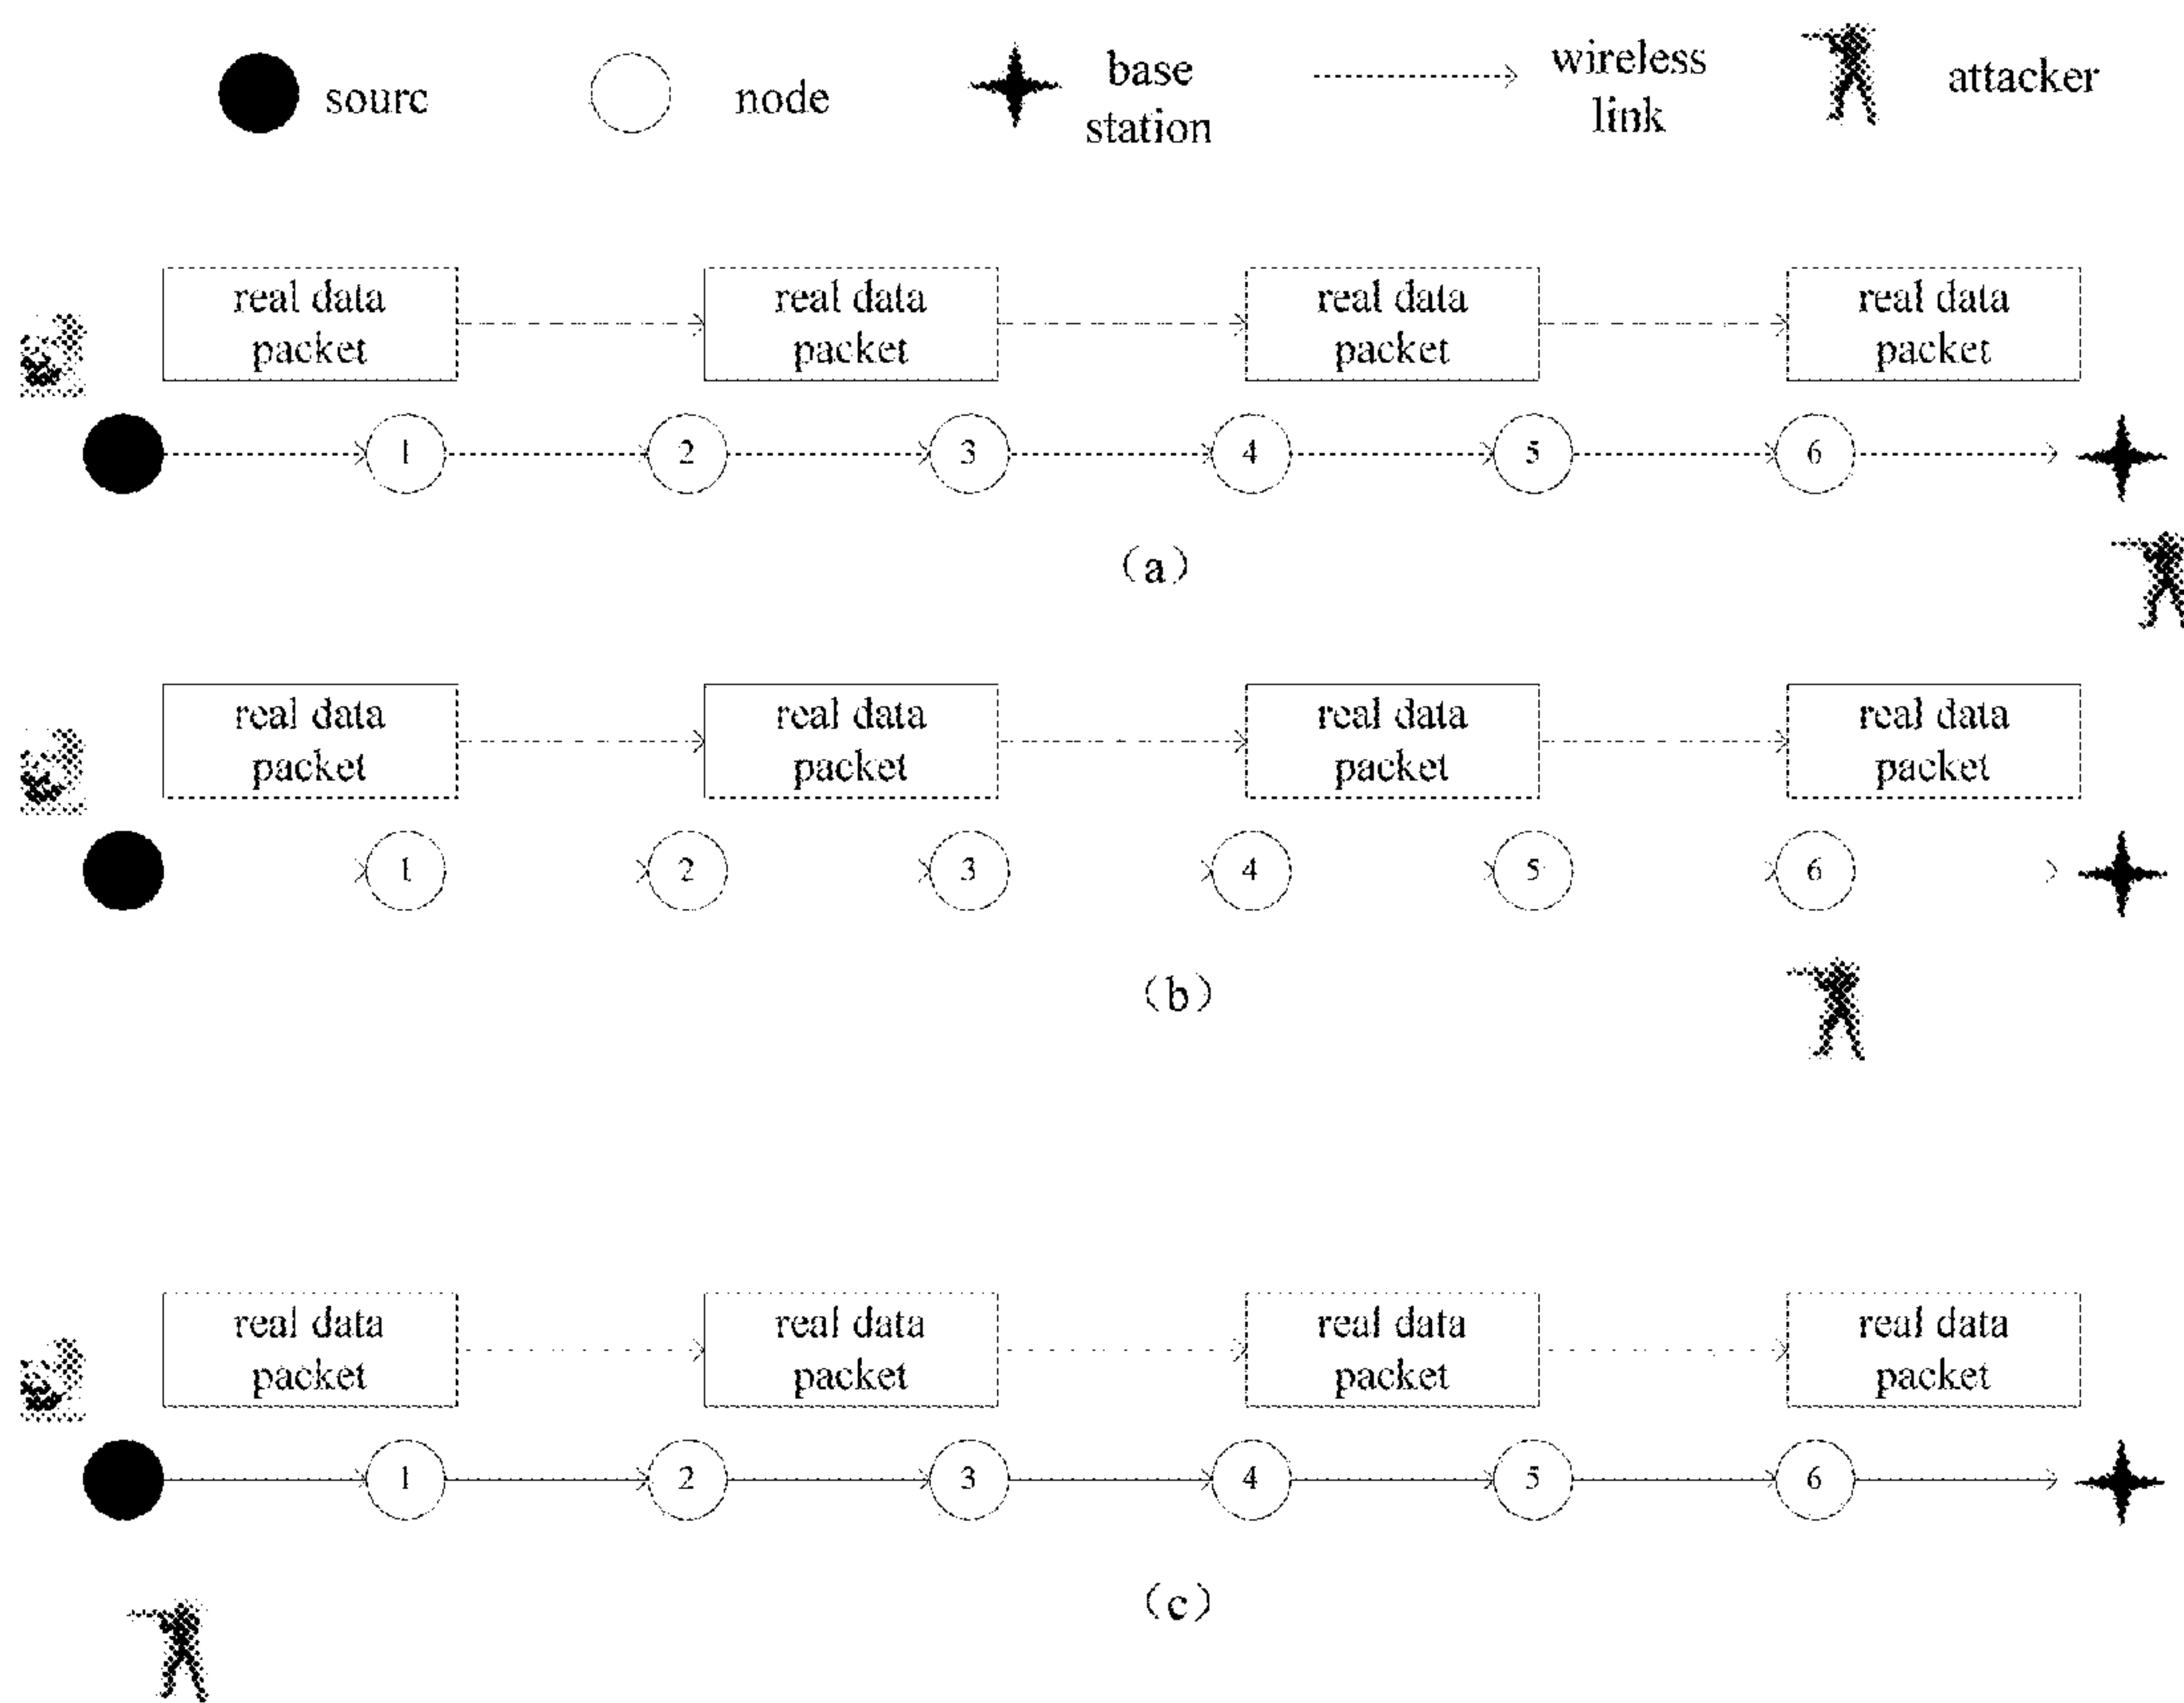 sourc
node
base
station
wireless
link
attacker
real data
packet
real data
packet
real data
packet
real data
packet
1 2 3 4 5 6
（a）
real data
packet
real data
packet
real data
packet
real data
packet
1 2 3 4 5 6
（b）
real data
packet
real data
packet
real data
packet
real data
packet
1 2 3 4 5 6
（c）